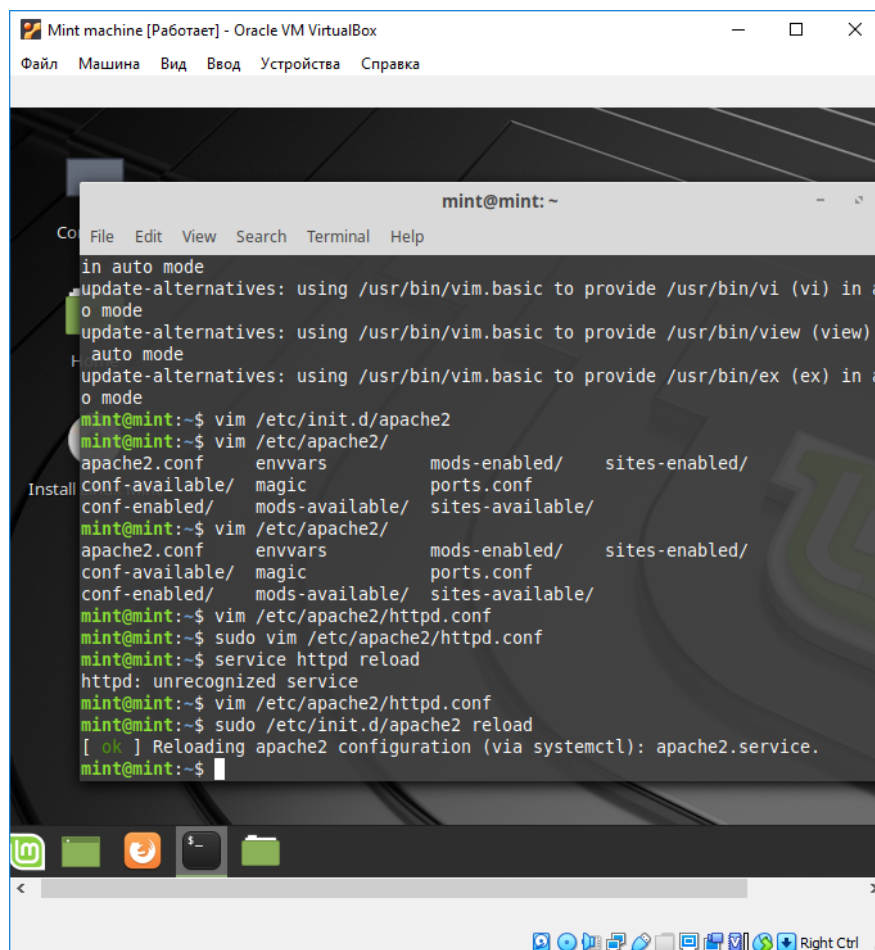 Mint machine [Работает] - Oracle VM VirtualBox
Файл Машина Вид Ввод Устройства Справка
mint@mint: ~
File Edit View Search Terminal Help
in auto mode
update-alternatives: using /usr/bin/vim.basic to provide /usr/bin/vi (vi) in
o mode
update-alternatives: using /usr/bin/vim.basic to provide /usr/bin/view (view)
auto mode
update-alternatives: using /usr/bin/vim.basic to provide /usr/bin/ex (ex) in
o mode
mint@mint:~$ vim /etc/init.d/apache2
mint@mint:~$ vim /etc/apache2/
apache2.conf envvars mods-enabled/ sites-enabled/
conf-available/ magic ports.conf
conf-enabled/ mods-available/ sites-available/
mint@mint:~$ vim /etc/apache2/
apache2.conf envvars mods-enabled/ sites-enabled/
conf-available/ magic ports.conf
conf-enabled/ mods-available/ sites-available/
mint@mint:~$ vim /etc/apache2/httpd.conf
mint@mint:~$ sudo vim /etc/apache2/httpd.conf
mint@mint:~$ service httpd reload
httpd: unrecognized service
mint@mint:~$ vim /etc/apache2/httpd.conf
mint@mint:~$ sudo /etc/init.d/apache2 reload
[ ok ] Reloading apache2 configuration (via systemctl): apache2.service.
mint@mint:~$
Install
$_
Right Ctrl